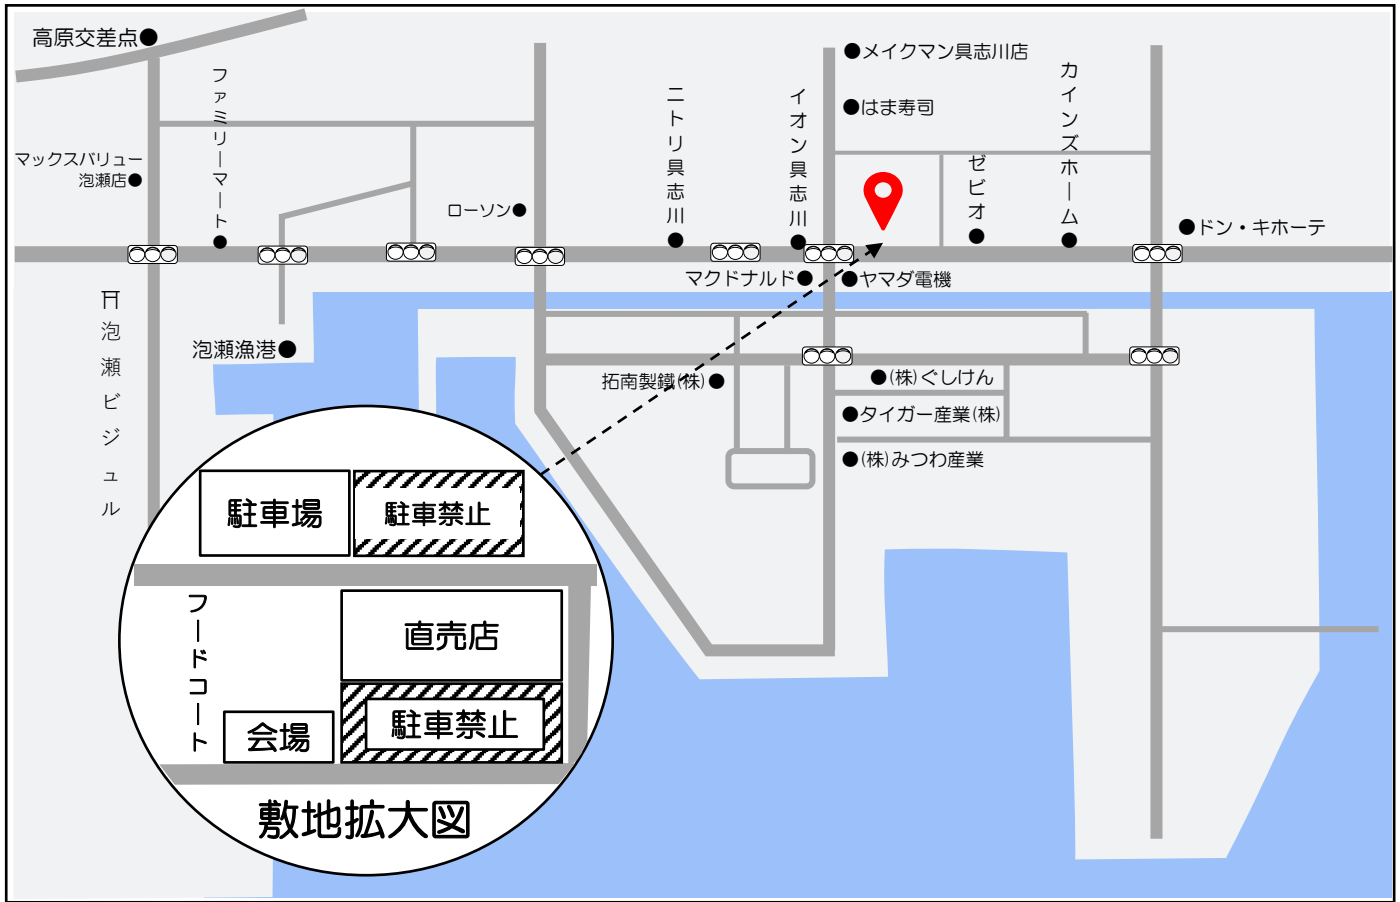 高原交差点
メイクマン具志川店
はま寿司
ファミリーマート
ニトリ具志川
イオン具志川
カインズホーム
ゼビオ
マックスバリュー
泡瀬店
ローソン
ドン・キホーテ
マクドナルド
ヤマダ電機
泡瀬ビジュル
泡瀬漁港
拓南製鐵(株)
(株)ぐしけん
タイガー産業(株)
(株)みつわ産業
駐車場
駐車禁止
フードコート
直売店
駐車禁止
会場
敷地拡大図